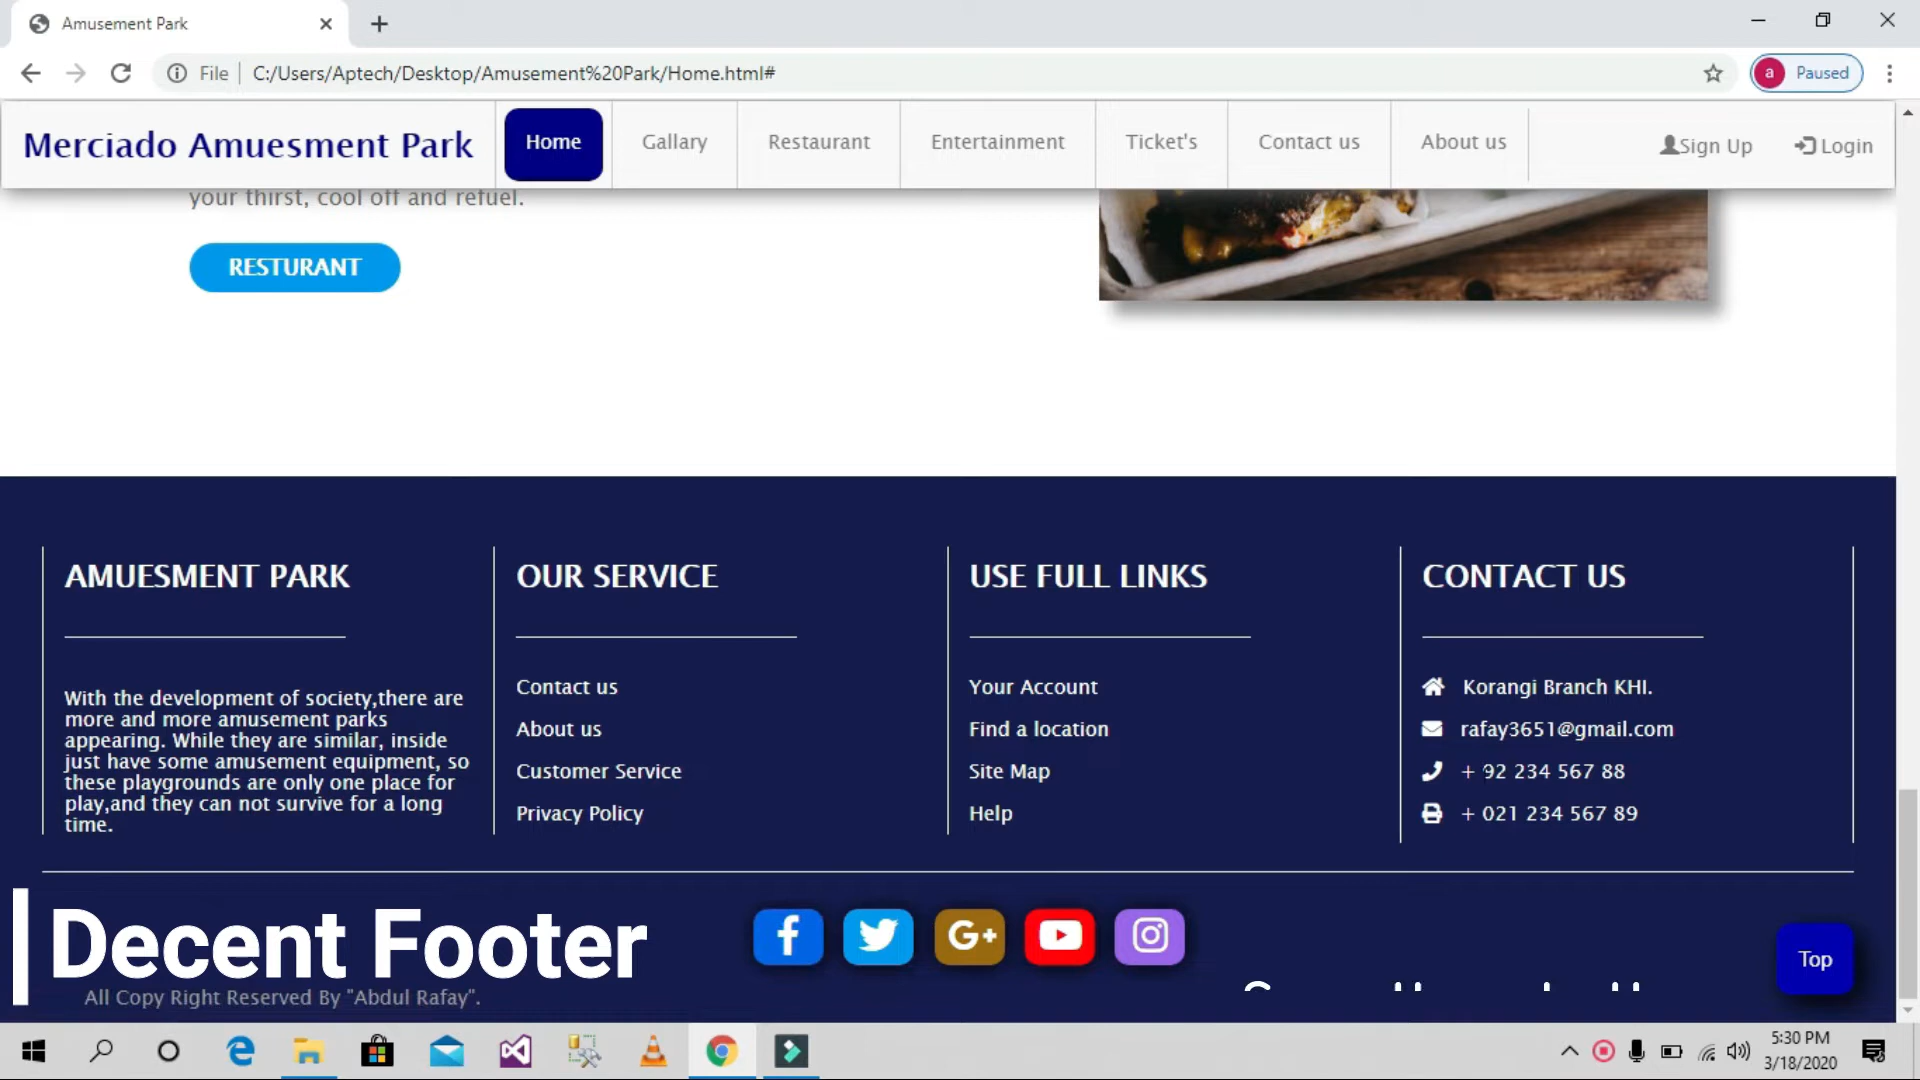 Amusement Park
File
C:/Users/Aptech/Desktop/Amusement%20Park/Home.html#
a Paused
Merciado Amuesment Park
Home
Gallary
Restaurant
Entertainment
Ticket's
Contact us
About us
Sign Up
Login
your thirst, cool off and refuel.
RESTURANT
AMUESMENT PARK
With the development of society,there are
more and more amusement parks
appearing. While they are similar, inside
just have some amusement equipment, so
these playgrounds are only one place for
play,and they can not survive for a long
time.
OUR SERVICE
Contact us
About us
Customer Service
Privacy Policy
USE FULL LINKS
Your Account
Find a location
Site Map
Help
CONTACT US
Korangi Branch KHI.
rafay3651@gmail.com
+ 92 234 567 88
+ 021 234 567 89
Decent Footer
All Copy Right Reserved By "Abdul Rafay".
G+
Top
5:30 PM
3/18/2020